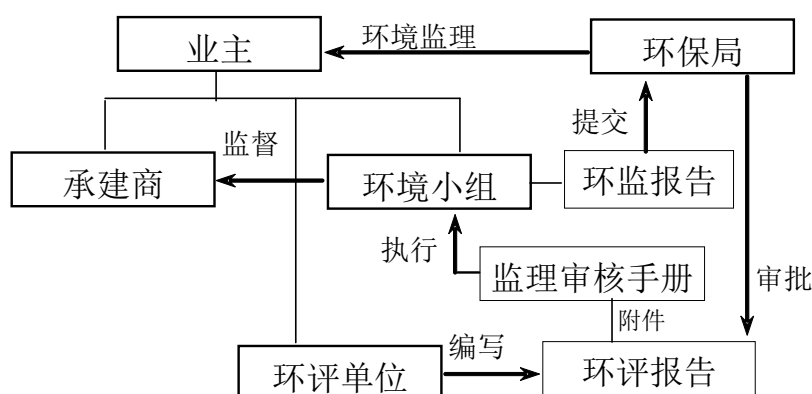 业主
环境监理
环保局
提交
监督
承建商
环境小组
环监报告
执行
监理审核手册
审批
附件
编写
环评单位
环评报告